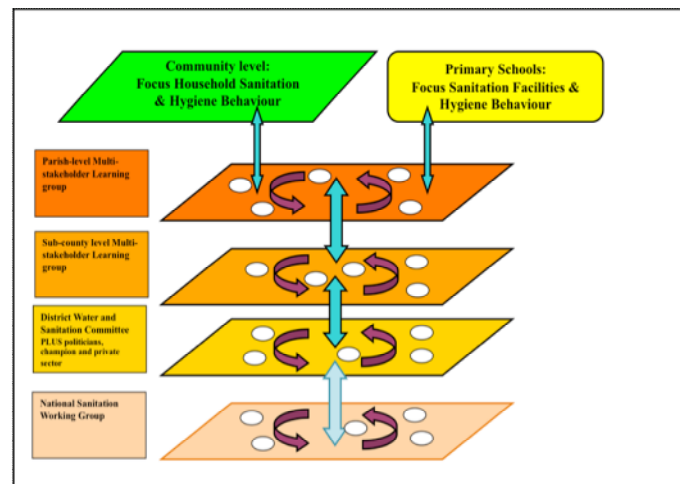 Community level:
Focus Household Sanitation
& Hygiene Behaviour
Primary Schools:
Focus Sanitation Facilities &
Hygiene Behaviour
Parish-level Multi-
stakeholder Learning
group
Sub-county level Multi-
stakeholder Learning
group
District Water and
Sanitation Committee
PLUS politicians,
champion and private
sector
National Sanitation
Working Group